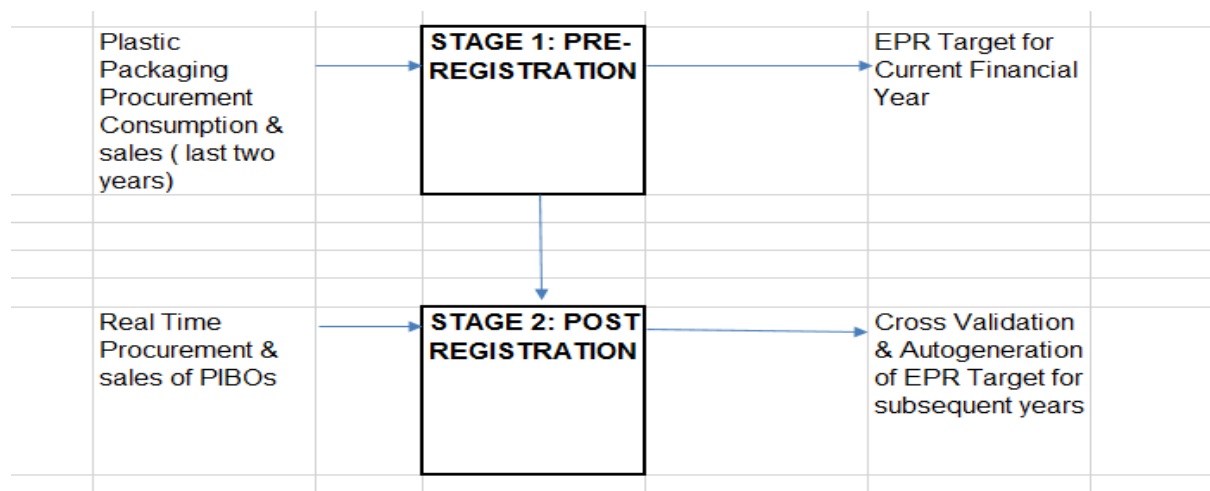 Plastic
Packaging
Procurement
Consumption &
sales ( last two
years)
STAGE 1: PRE-
REGISTRATION
EPR Target for
Current Financial
Year
Real Time
Procurement &
sales of PIBOs
STAGE 2: POST
REGISTRATION
Cross Validation
& Autogeneration
of EPR Target for
subsequent years